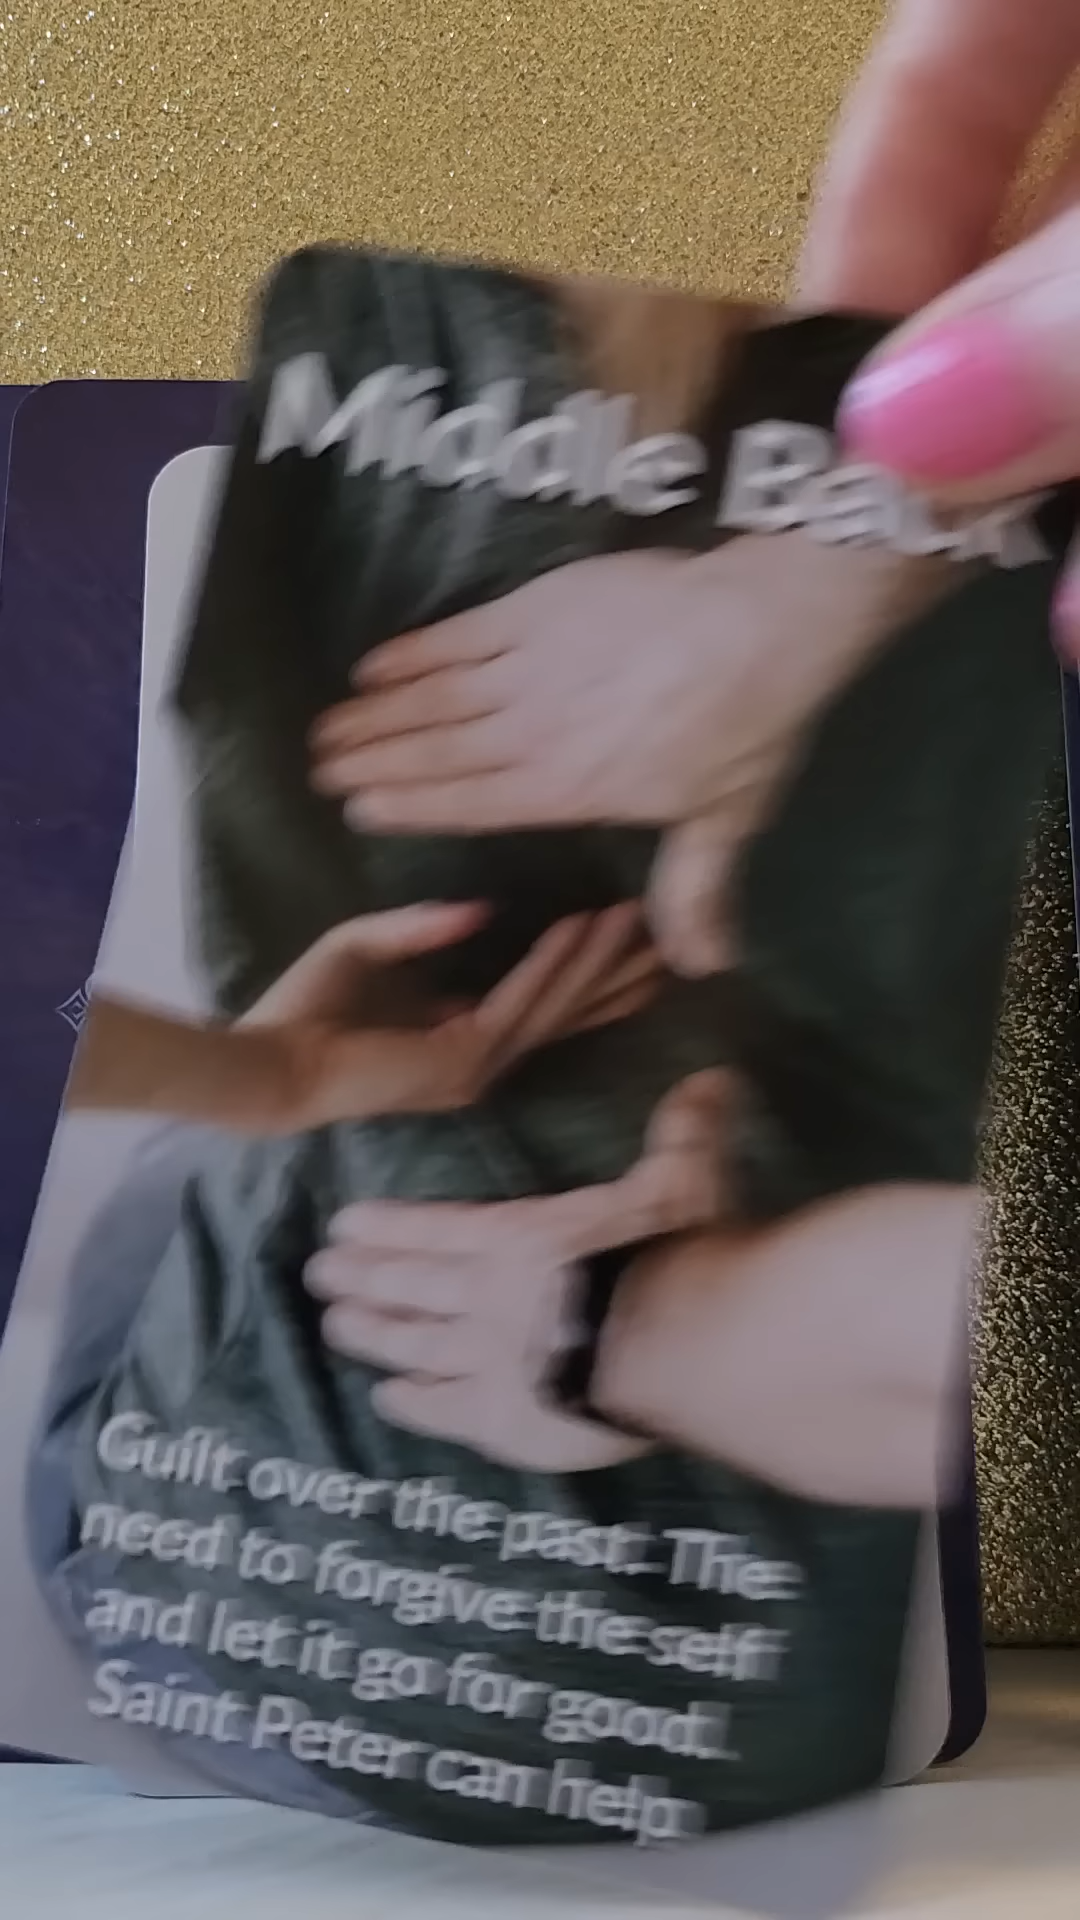 Middle Back
Guilt over the past. The
need to forgive the self
and let it go for good.
Saint Peter can help.